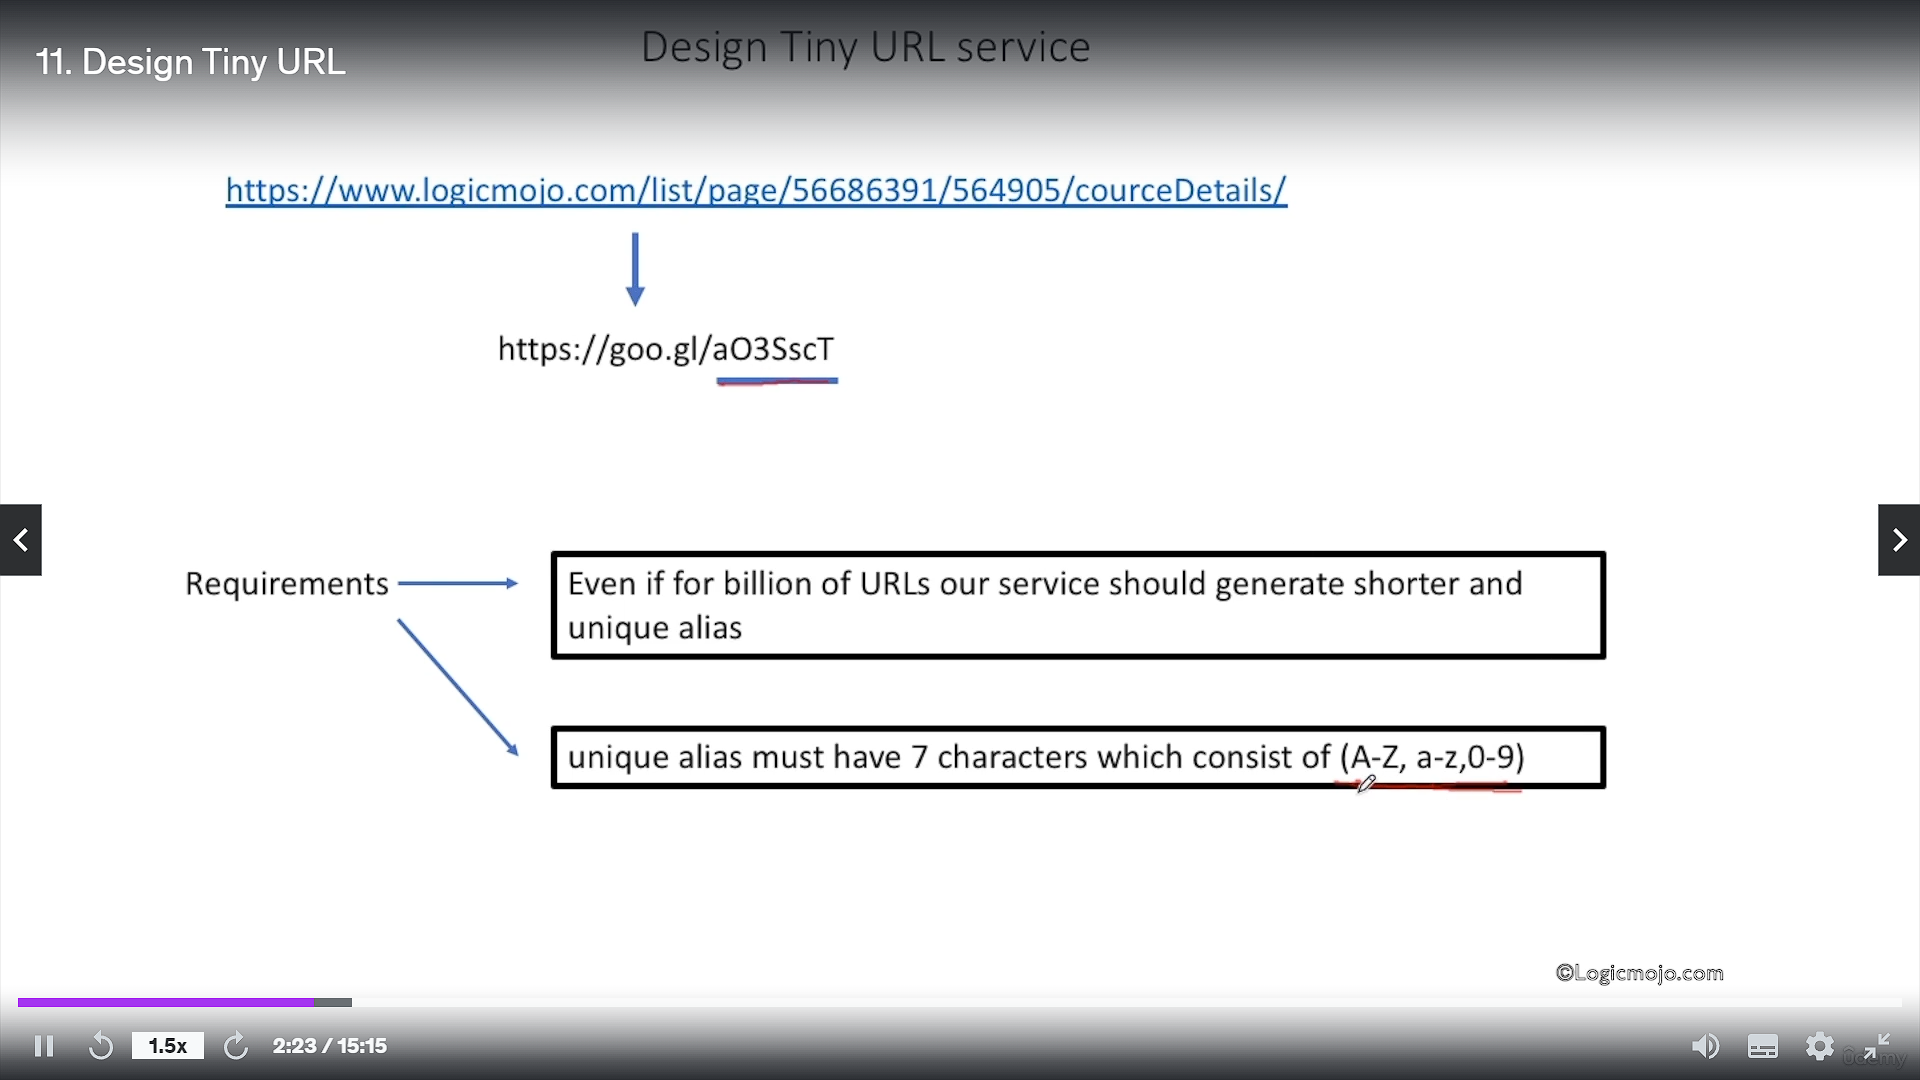 11. Design Tiny URL
Design Tiny URL service
https://www.logicmojo.com/list/page/56686391/564905/courceDetails/
https://goo.gl/aO3SscT
Requirements
Even if for billion of URLs our service should generate shorter and
unique alias
unique alias must have 7 characters which consist of (A-Z, a-z,0-9)
©Logicmojo.com
1.5x
2:23 / 15:15
ûdemy